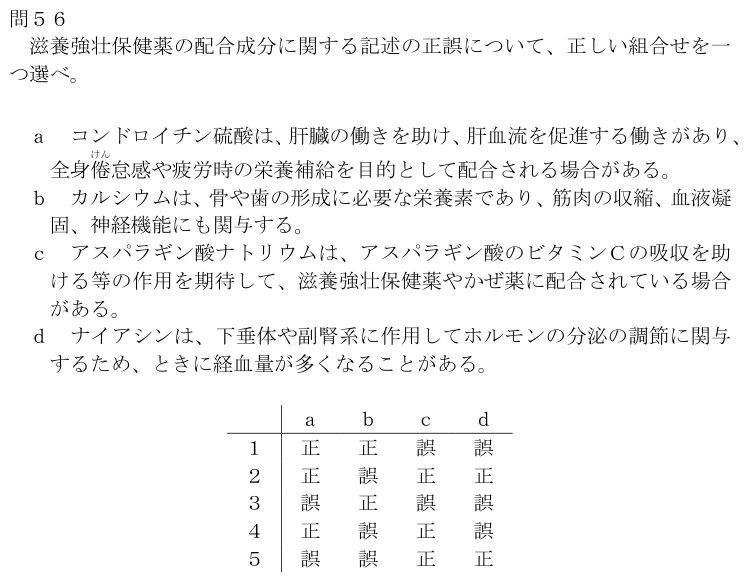 問５６
滋養強壮保健薬の配合成分に関する記述の正誤について、正しい組合せを一
つ選べ。
a　コンドロイチン硫酸は、肝臓の働きを助け、肝血流を促進する働きがあり、
けん
全身倦怠感や疲労時の栄養補給を目的として配合される場合がある。
b　カルシウムは、骨や歯の形成に必要な栄養素であり、筋肉の収縮、血液凝
固、神経機能にも関与する。
c　アスパラギン酸ナトリウムは、アスパラギン酸のビタミンＣの吸収を助
ける等の作用を期待して、滋養強壮保健薬やかぜ薬に配合されている場合
がある。
d　ナイアシンは、下垂体や副腎系に作用してホルモンの分泌の調節に関与
するため、ときに経血量が多くなることがある。
a b c d
1 正 正 誤 誤
2 正 誤 正 正
3 誤 正 誤 誤
4 正 誤 正 誤
5 誤 誤 正 正